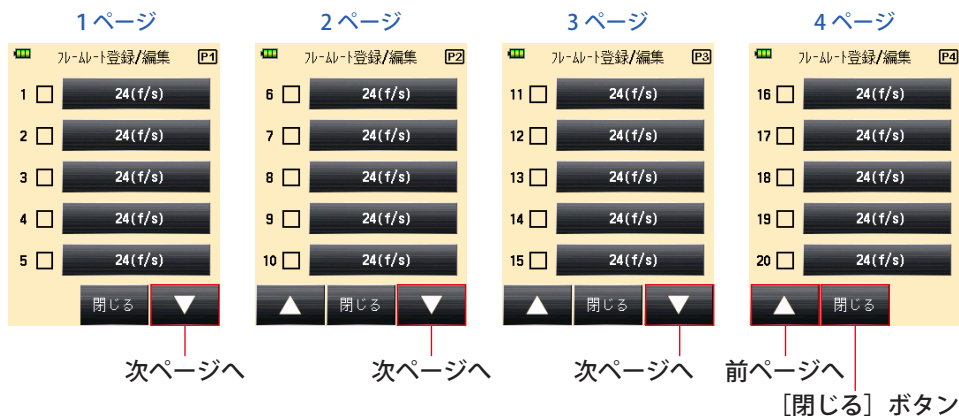 1 ページ
2 ページ
3 ページ
4 ページ
フレームレート登録/編集 P1
1 24(f/s)
2 24(f/s)
3 24(f/s)
4 24(f/s)
5 24(f/s)
閉じる
フレームレート登録/編集 P2
6 24(f/s)
7 24(f/s)
8 24(f/s)
9 24(f/s)
10 24(f/s)
閉じる
フレームレート登録/編集 P3
11 24(f/s)
12 24(f/s)
13 24(f/s)
14 24(f/s)
15 24(f/s)
閉じる
フレームレート登録/編集 P4
16 24(f/s)
17 24(f/s)
18 24(f/s)
19 24(f/s)
20 24(f/s)
閉じる
次ページへ
次ページへ
次ページへ
前ページへ
［閉じる］ボタン